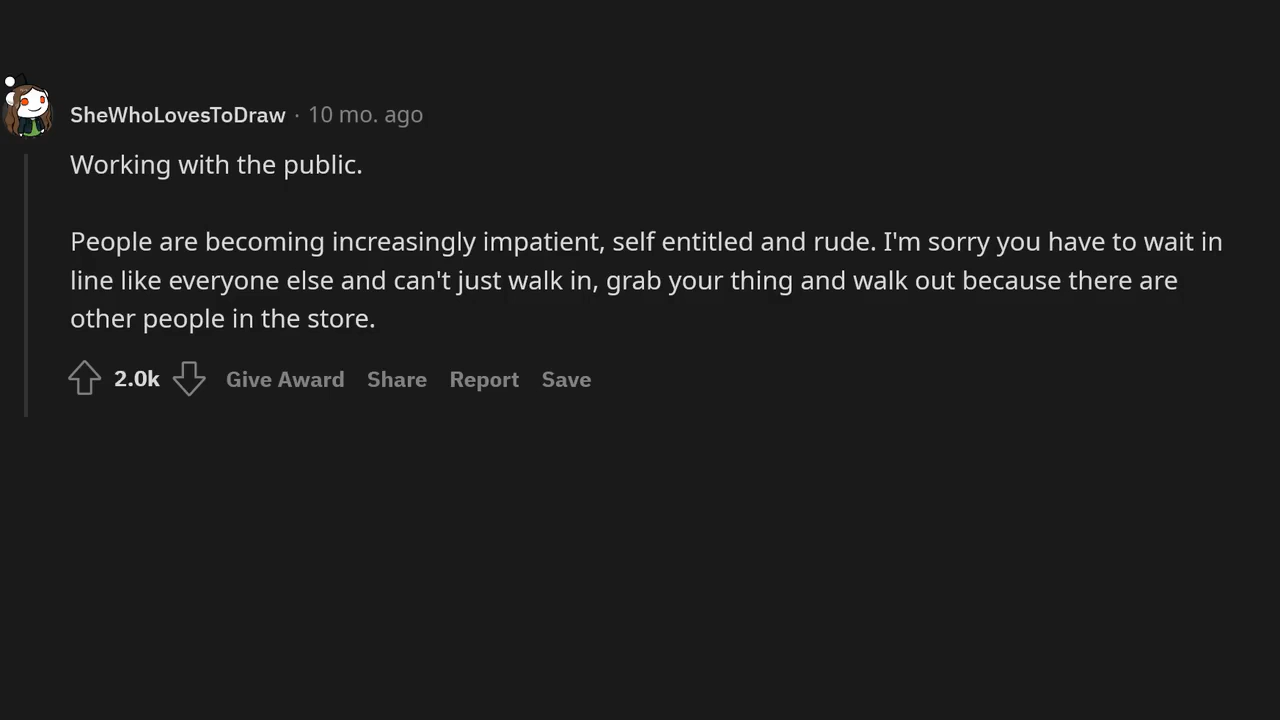 SheWhoLovesToDraw · 10 mo. ago
Working with the public.
People are becoming increasingly impatient, self entitled and rude. I'm sorry you have to wait in
line like everyone else and can't just walk in, grab your thing and walk out because there are
other people in the store.
2.0k Give Award Share Report Save